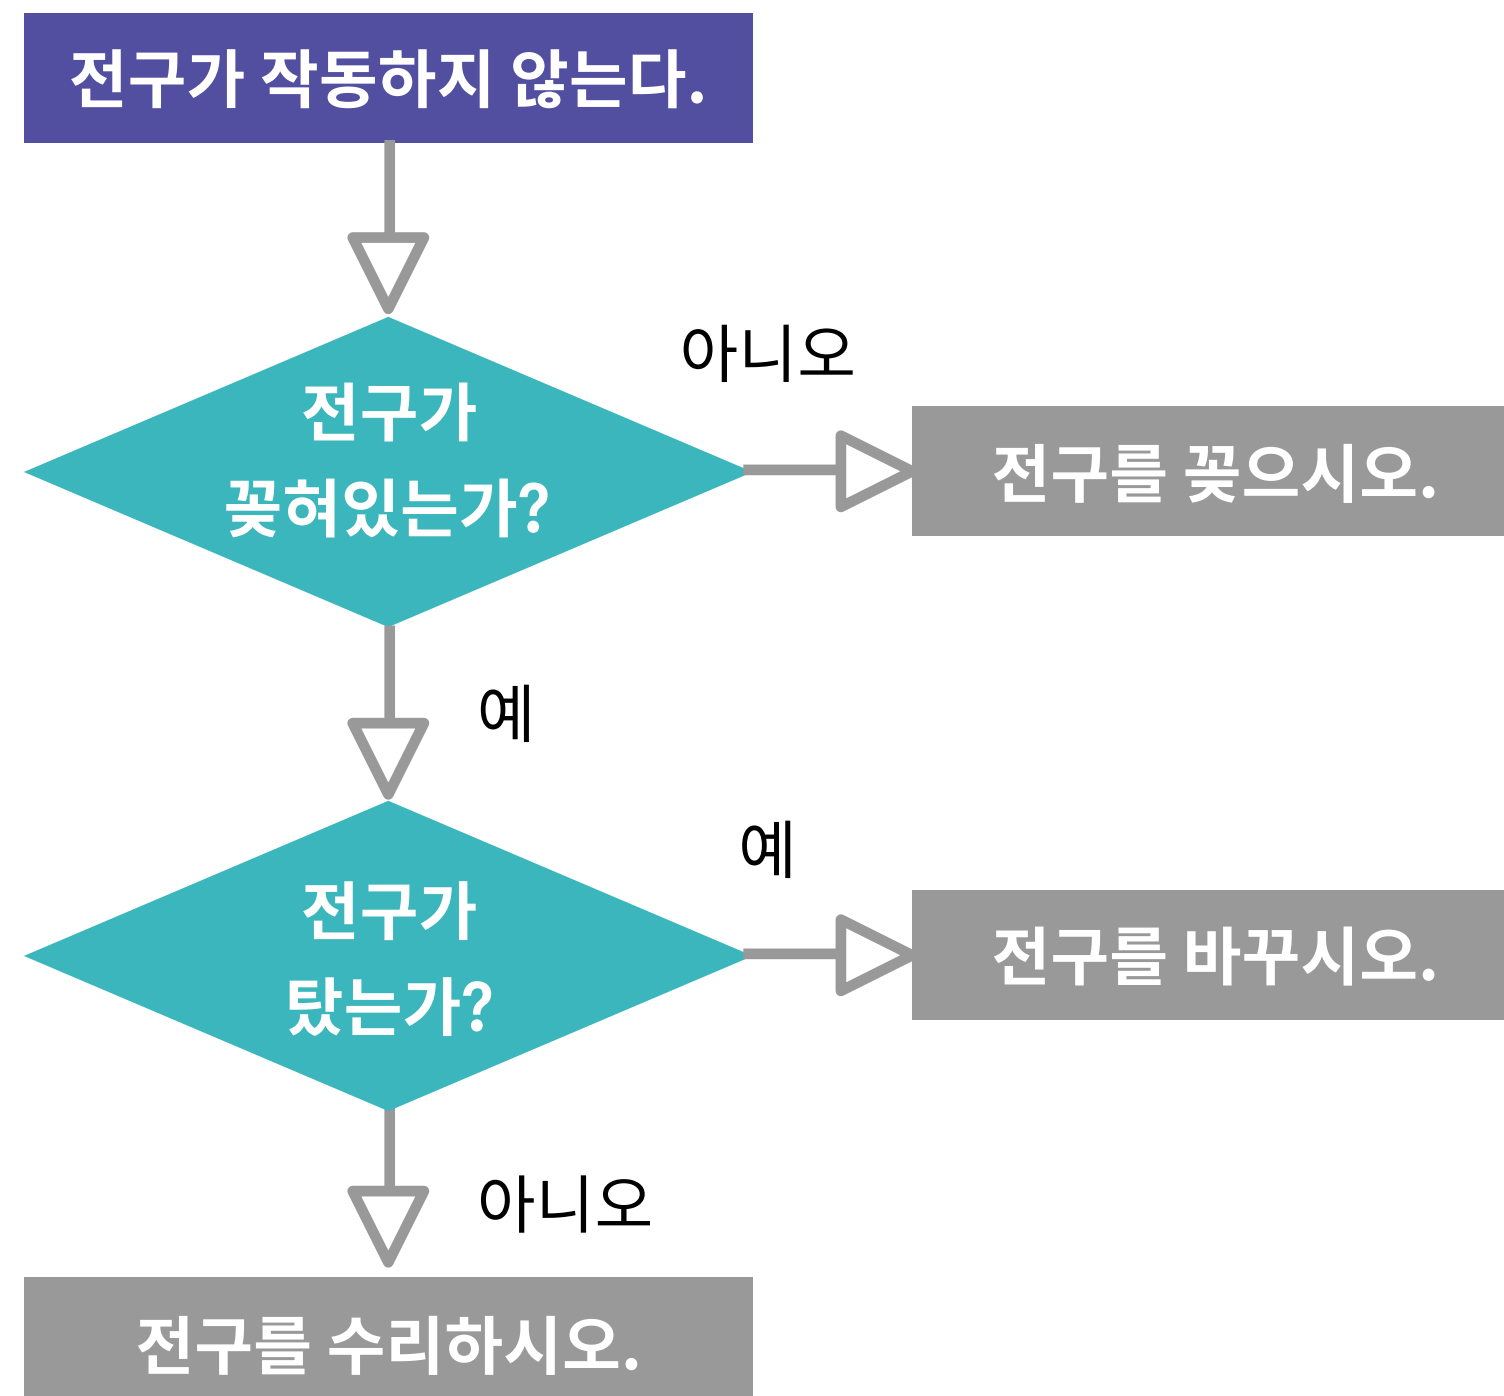 전구가 작동하지 않는다.
전구가
꽂혀있는가?
아니오
전구를 꽂으시오.
예
전구가
탔는가?
예
전구를 바꾸시오.
아니오
전구를 수리하시오.